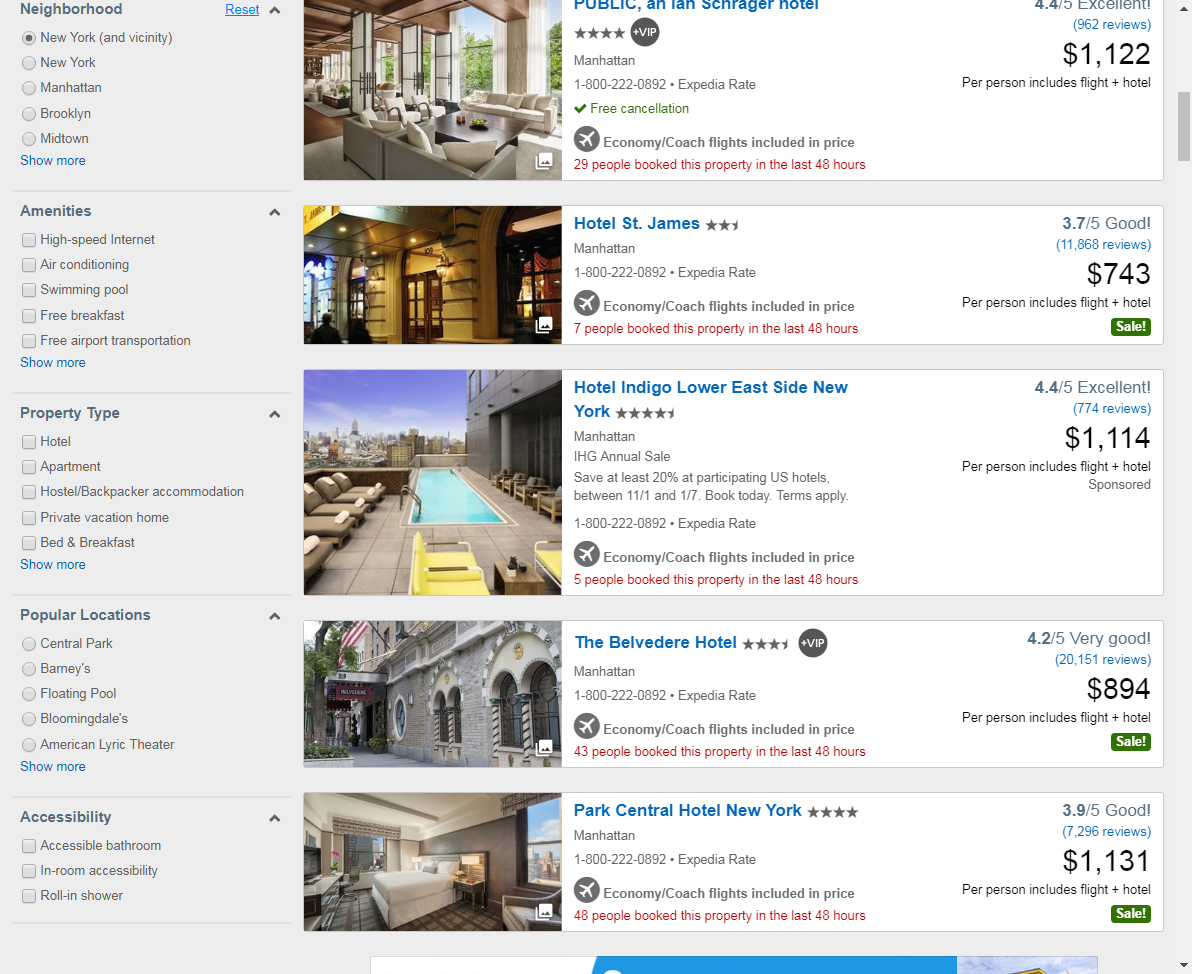 Neighborhood Reset
New York (and vicinity)
New York
Manhattan
Brooklyn
Midtown
Show more
Amenities
High-speed Internet
Air conditioning
Swimming pool
Free breakfast
Free airport transportation
Show more
Property Type
Hotel
Apartment
Hostel/Backpacker accommodation
Private vacation home
Bed & Breakfast
Show more
Popular Locations
Central Park
Barney's
Floating Pool
Bloomingdale's
American Lyric Theater
Show more
Accessibility
Accessible bathroom
In-room accessibility
Roll-in shower
PUBLIC, an Ian Schrager hotel
+VIP
Manhattan
1-800-222-0892 • Expedia Rate
Free cancellation
Economy/Coach flights included in price
29 people booked this property in the last 48 hours
4.4/5 Excellent!
(962 reviews)
$1,122
Per person includes flight + hotel
Hotel St. James
Manhattan
1-800-222-0892 • Expedia Rate
Economy/Coach flights included in price
7 people booked this property in the last 48 hours
3.7/5 Good!
(11,868 reviews)
$743
Per person includes flight + hotel
Sale!
109
Hotel Indigo Lower East Side New
York
Manhattan
IHG Annual Sale
Save at least 20% at participating US hotels,
between 11/1 and 1/7. Book today. Terms apply.
1-800-222-0892 • Expedia Rate
Economy/Coach flights included in price
5 people booked this property in the last 48 hours
4.4/5 Excellent!
(774 reviews)
$1,114
Per person includes flight + hotel
Sponsored
The Belvedere Hotel +VIP
Manhattan
1-800-222-0892 • Expedia Rate
Economy/Coach flights included in price
43 people booked this property in the last 48 hours
4.2/5 Very good!
(20,151 reviews)
$894
Per person includes flight + hotel
Sale!
319
BELVEDERE
Park Central Hotel New York
Manhattan
1-800-222-0892 • Expedia Rate
Economy/Coach flights included in price
48 people booked this property in the last 48 hours
3.9/5 Good!
(7,296 reviews)
$1,131
Per person includes flight + hotel
Sale!